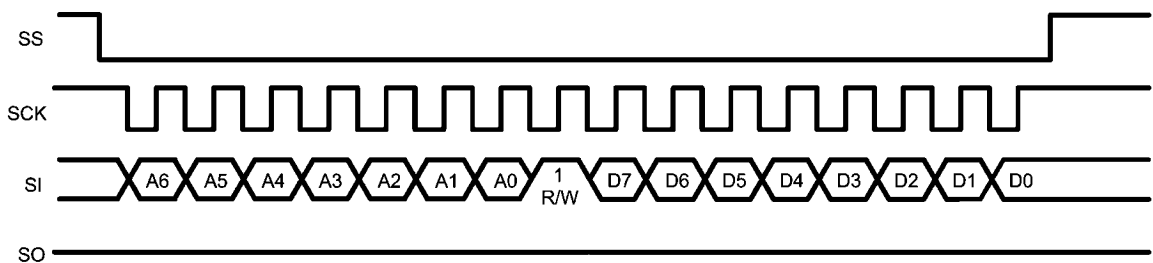 SS
SCK
SI A6 A5 A4 A3 A2 A1 A0 1 R/W D7 D6 D5 D4 D3 D2 D1 D0
SO